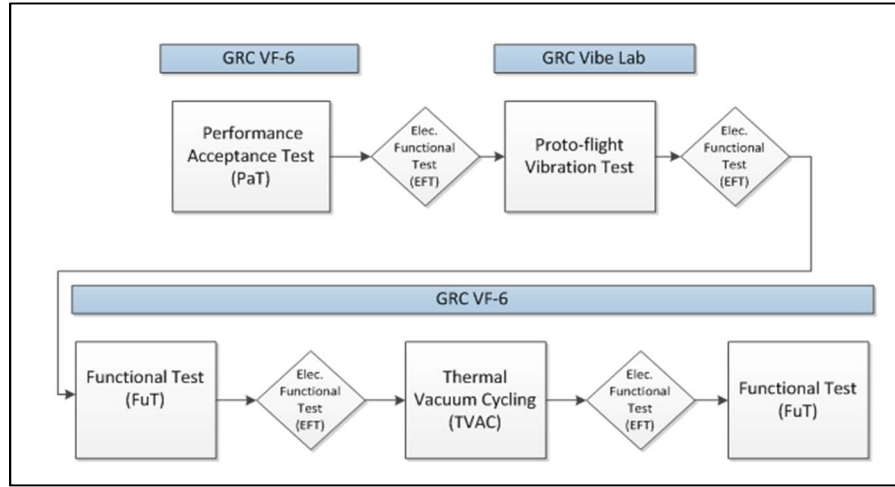 GRC VF-6
GRC Vibe Lab
Performance
Acceptance Test
(PaT)
Elec.
Functional
Test
(EFT)
Proto-flight
Vibration Test
Elec.
Functional
Test
(EFT)
GRC VF-6
Functional Test
(FuT)
Elec.
Functional
Test
(EFT)
Thermal
Vacuum Cycling
(TVAC)
Elec.
Functional
Test
(EFT)
Functional Test
(FuT)